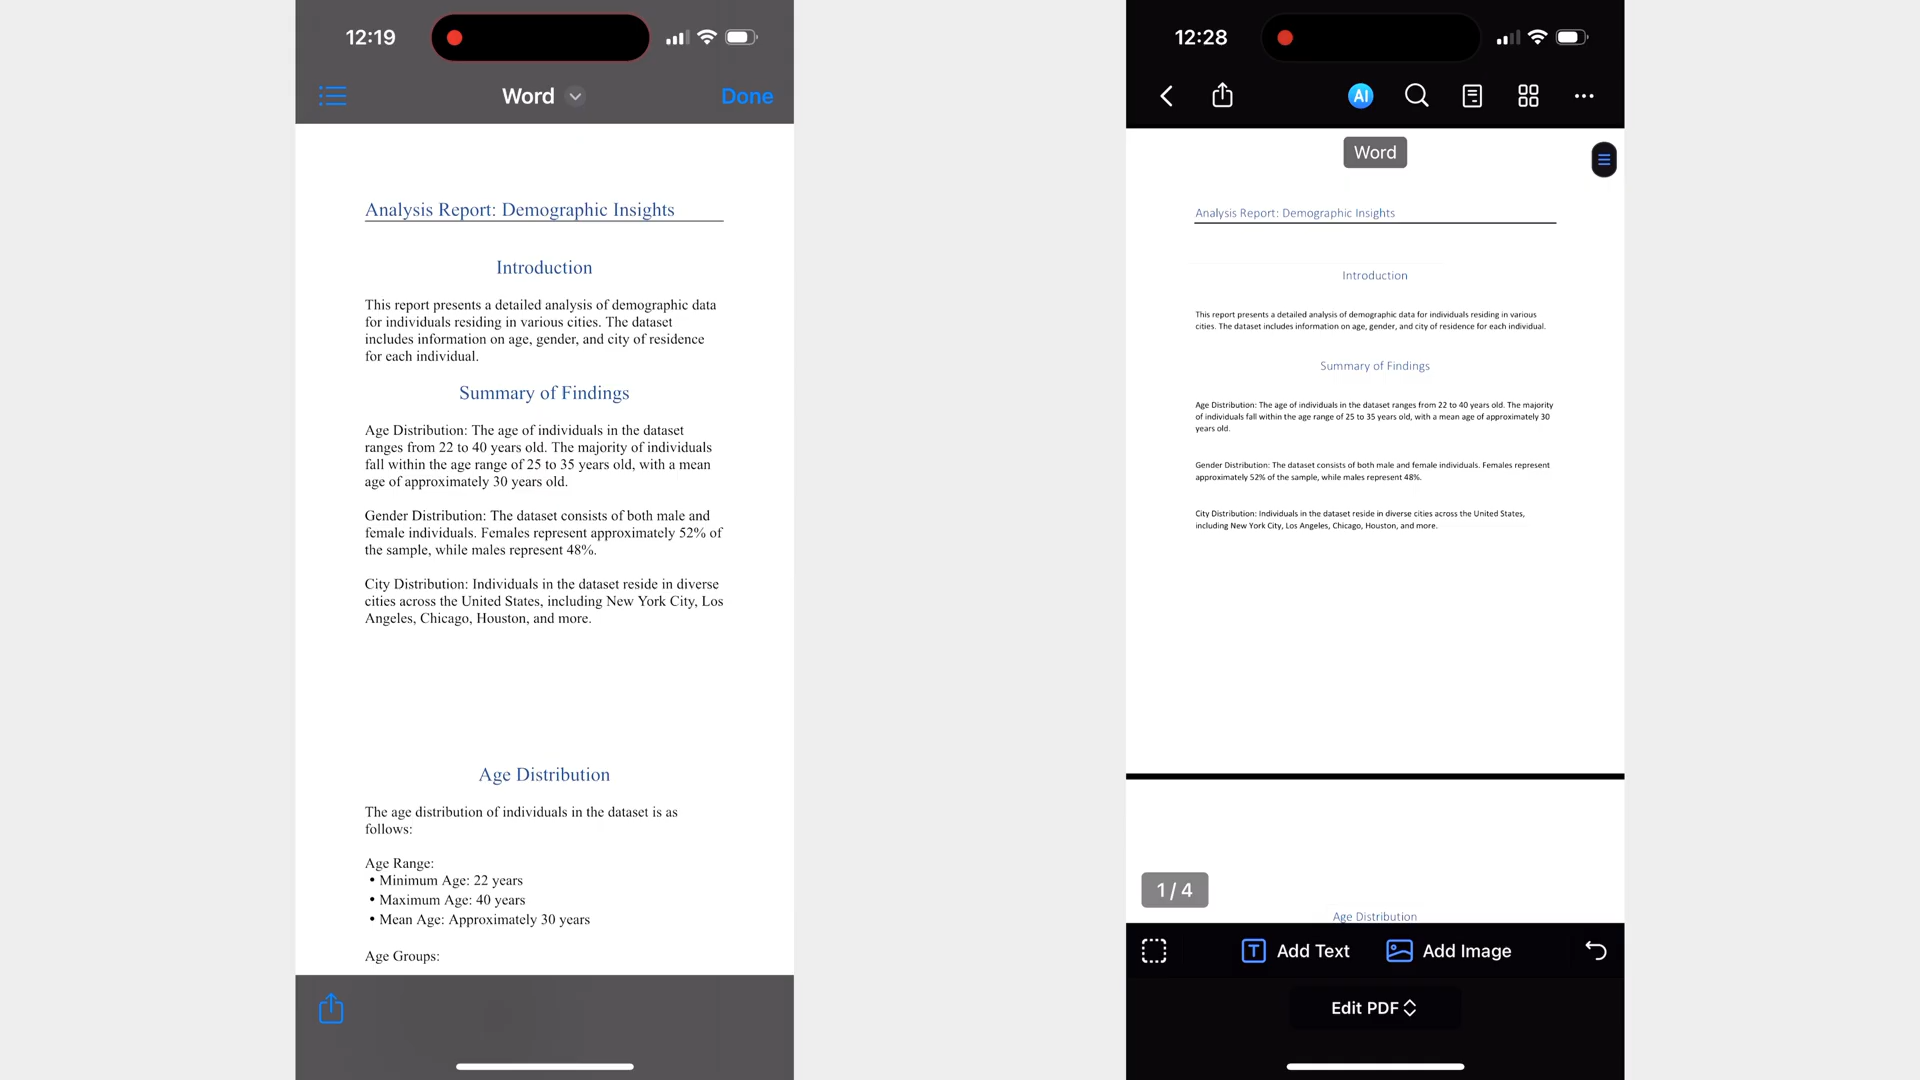 12:19
Word
Done
Analysis Report: Demographic Insights
Introduction
This report presents a detailed analysis of demographic data
for individuals residing in various cities. The dataset
includes information on age, gender, and city of residence
for each individual.
Summary of Findings
Age Distribution: The age of individuals in the dataset
ranges from 22 to 40 years old. The majority of individuals
fall within the age range of 25 to 35 years old, with a mean
age of approximately 30 years old.
Gender Distribution: The dataset consists of both male and
female individuals. Females represent approximately 52% of
the sample, while males represent 48%.
City Distribution: Individuals in the dataset reside in diverse
cities across the United States, including New York City, Los
Angeles, Chicago, Houston, and more.
Age Distribution
The age distribution of individuals in the dataset is as
follows:
Age Range:
• Minimum Age: 22 years
• Maximum Age: 40 years
• Mean Age: Approximately 30 years
Age Groups:
12:28
AI
Word
Analysis Report: Demographic Insights
Introduction
This report presents a detailed analysis of demographic data for individuals residing in various
cities. The dataset includes information on age, gender, and city of residence for each individual.
Summary of Findings
Age Distribution: The age of individuals in the dataset ranges from 22 to 40 years old. The majority
of individuals fall within the age range of 25 to 35 years old, with a mean age of approximately 30
years old.
Gender Distribution: The dataset consists of both male and female individuals. Females represent
approximately 52% of the sample, while males represent 48%.
City Distribution: Individuals in the dataset reside in diverse cities across the United States,
including New York City, Los Angeles, Chicago, Houston, and more.
1 / 4
Age Distribution
T Add Text
Add Image
Edit PDF